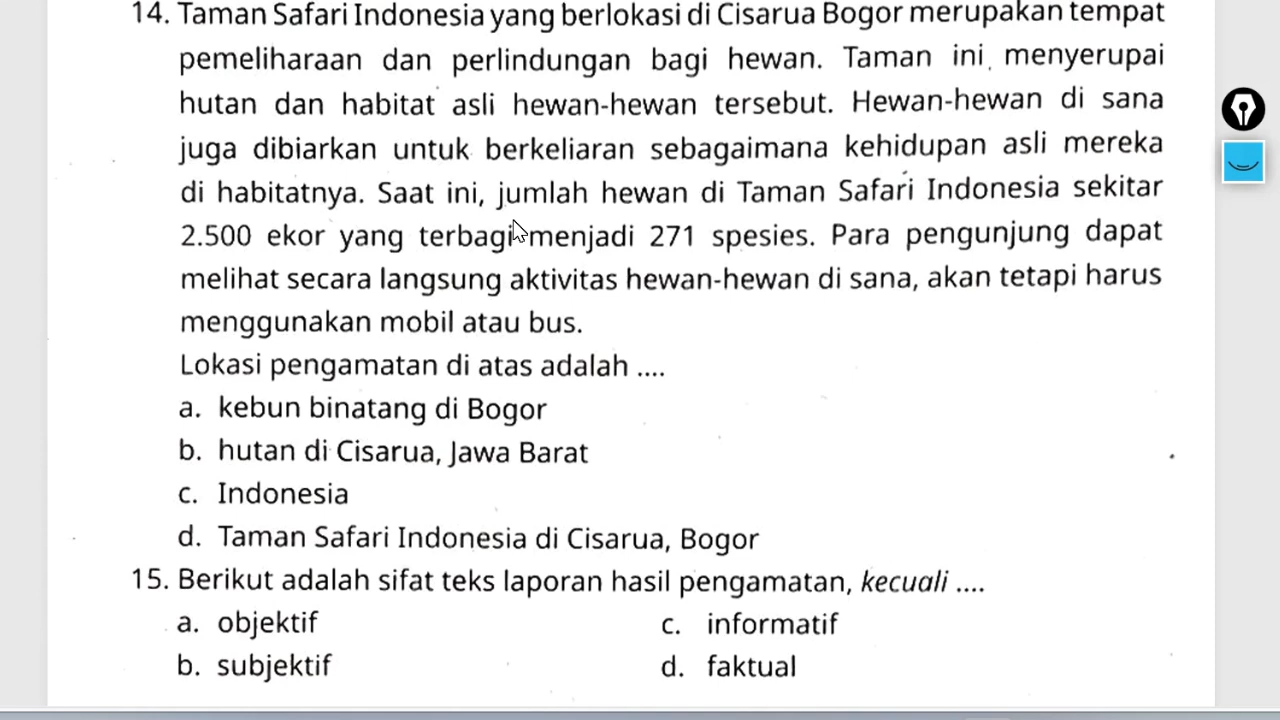 14. Taman Safari Indonesia yang berlokasi di Cisarua Bogor merupakan tempat
pemeliharaan dan perlindungan bagi hewan. Taman ini menyerupai
hutan dan habitat asli hewan-hewan tersebut. Hewan-hewan di sana
juga dibiarkan untuk berkeliaran sebagaimana kehidupan asli mereka
di habitatnya. Saat ini, jumlah hewan di Taman Safari Indonesia sekitar
2.500 ekor yang terbagi menjadi 271 spesies. Para pengunjung dapat
melihat secara langsung aktivitas hewan-hewan di sana, akan tetapi harus
menggunakan mobil atau bus.
Lokasi pengamatan di atas adalah ....
a. kebun binatang di Bogor
b. hutan di Cisarua, Jawa Barat
c. Indonesia
d. Taman Safari Indonesia di Cisarua, Bogor
15. Berikut adalah sifat teks laporan hasil pengamatan, kecuali ....
a. objektif
b. subjektif
c. informatif
d. faktual